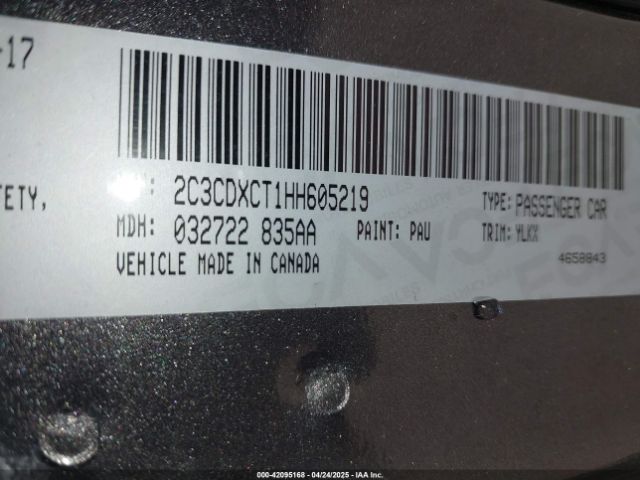 -17
ETY,
: 2C3CDXCT1HH605219
TYPE: PASSENGER CAR
MDH: 032722 835AA
PAINT: PAU
TRIM: YLKX
VEHICLE MADE IN CANADA
4658843
000-42095168 - 04/24/2025 - IAA Inc.